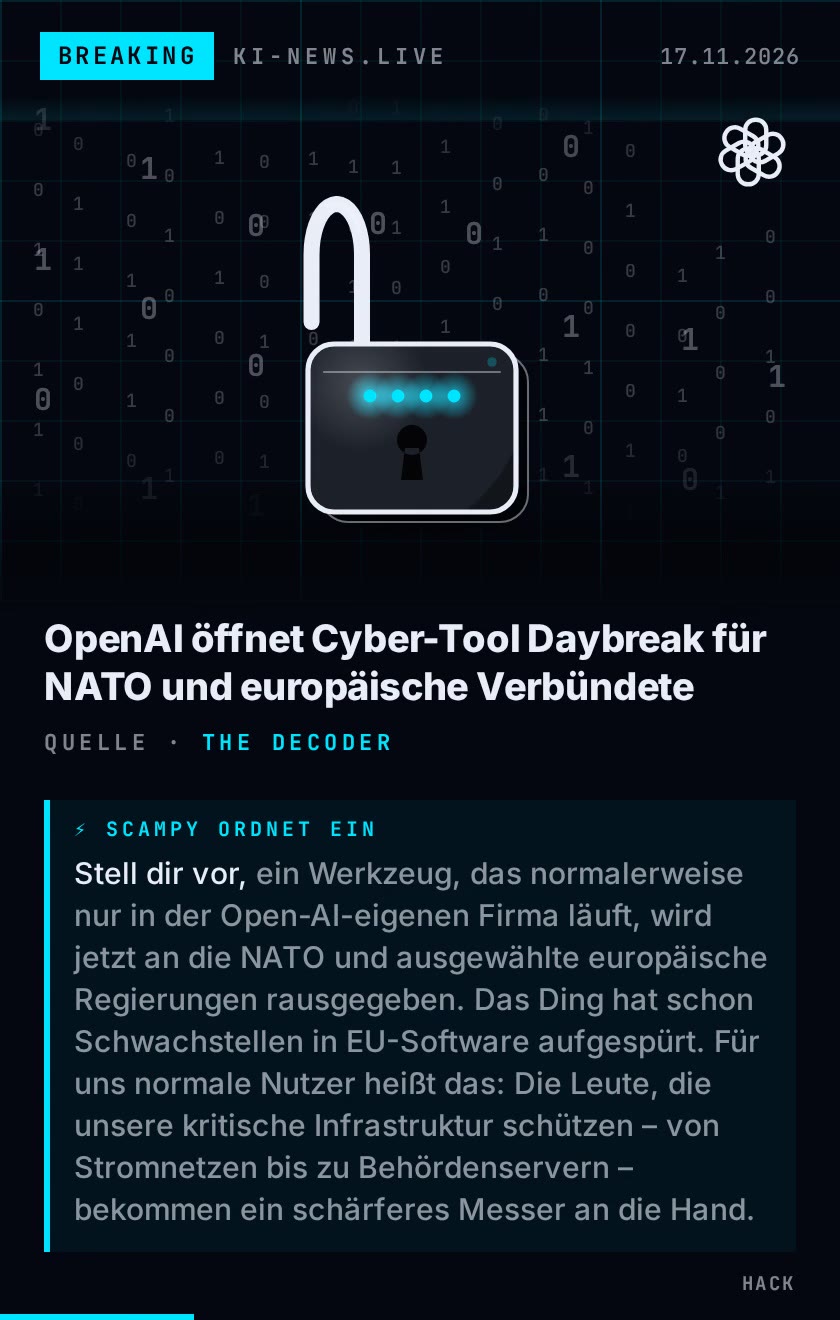 BREAKING KI-NEWS.LIVE 17.11.2026
OpenAI öffnet Cyber-Tool Daybreak für
NATO und europäische Verbündete
QUELLE · THE DECODER
⚡ SCAMPY ORDNET EIN
Stell dir vor, ein Werkzeug, das normalerweise
nur in der Open-AI-eigenen Firma läuft, wird
jetzt an die NATO und ausgewählte europäische
Regierungen rausgegeben. Das Ding hat schon
Schwachstellen in EU-Software aufgespürt. Für
uns normale Nutzer heißt das: Die Leute, die
unsere kritische Infrastruktur schützen – von
Stromnetzen bis zu Behördenservern –
bekommen ein schärferes Messer an die Hand.
HACK